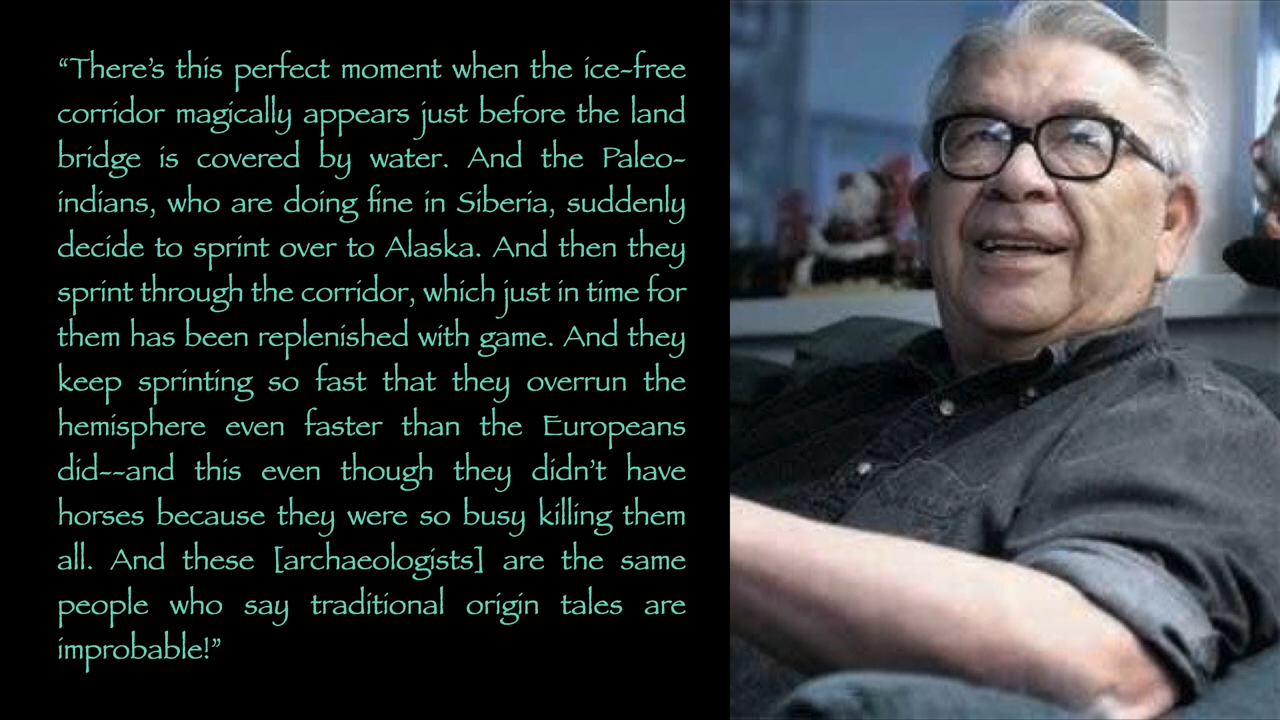 “There’s this perfect moment when the ice-free
corridor magically appears just before the land
bridge is covered by water. And the Paleo-
indians, who are doing fine in Siberia, suddenly
decide to sprint over to Alaska. And then they
sprint through the corridor, which just in time for
them has been replenished with game. And they
keep sprinting so fast that they overrun the
hemisphere even faster than the Europeans
did--and this even though they didn’t have
horses because they were so busy killing them
all. And these [archaeologists] are the same
people who say traditional origin tales are
improbable!”